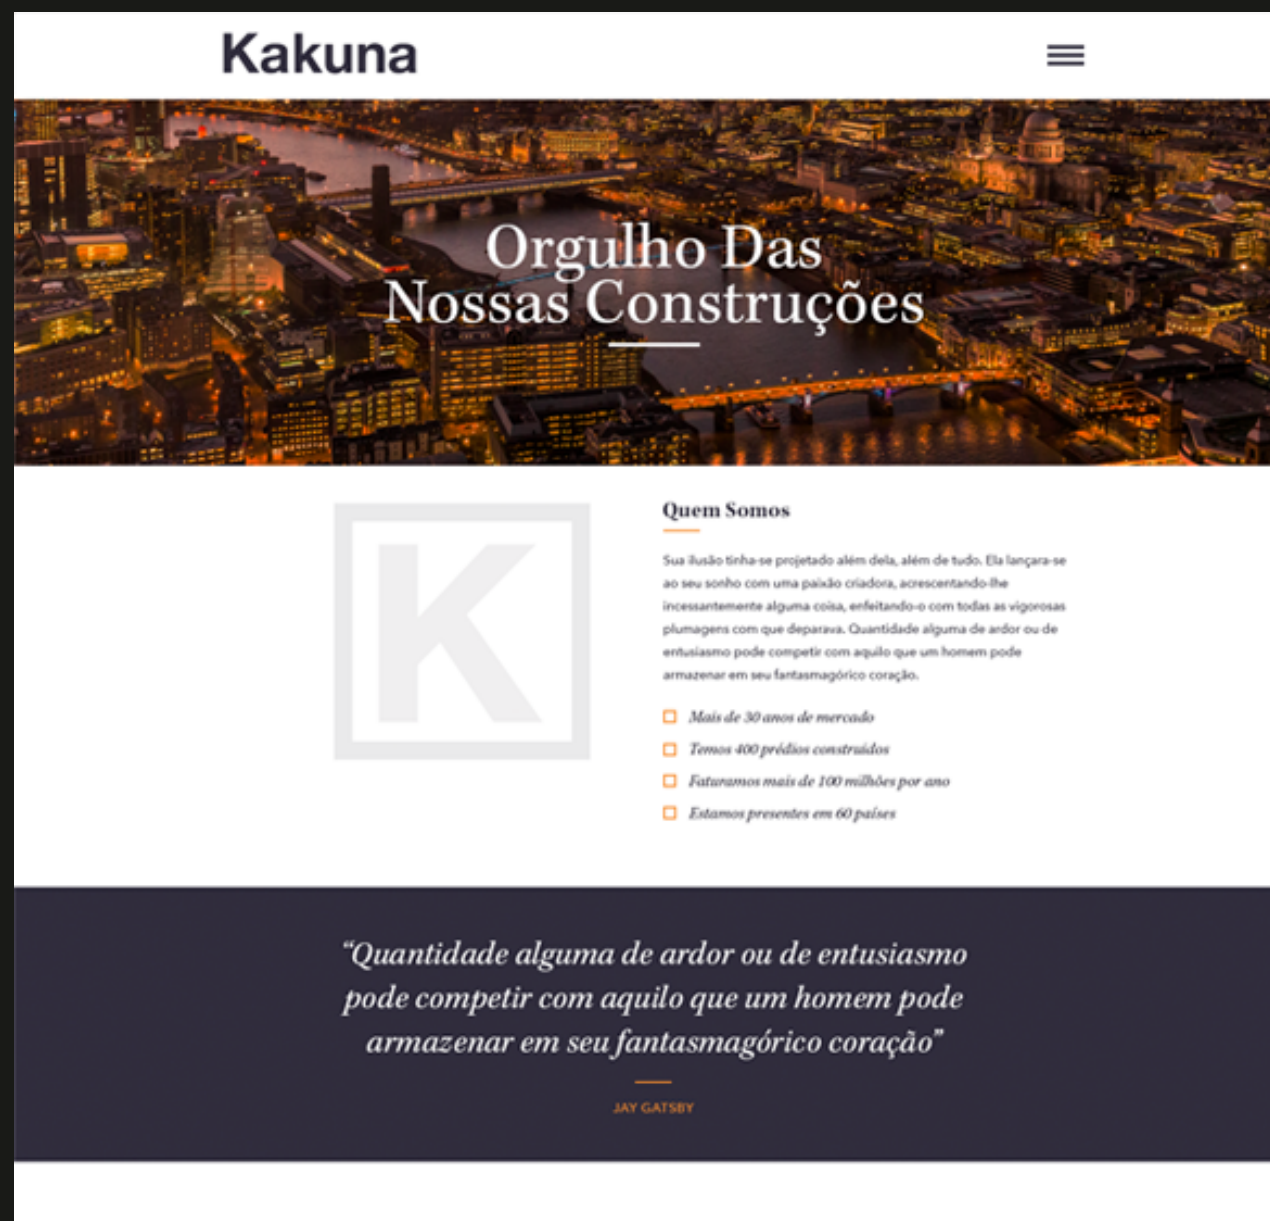 Kakuna
Orgulho Das
Nossas Construções
K
Quem Somos
Sua ilusão tinha-se projetado além dela, além de tudo. Ela lançara-se
ao seu sonho com uma paixão criadora, acrescentando-lhe
incessantemente alguma coisa, enfeitando-o com todas as vigorosas
plumagens com que deparava. Quantidade alguma de ardor ou de
entusiasmo pode competir com aquilo que um homem pode
armazenar em seu fantasmagórico coração.
Mais de 30 anos de mercado
Temos 400 prédios construídos
Faturamos mais de 100 milhões por ano
Estamos presentes em 60 países
“Quantidade alguma de ardor ou de entusiasmo
pode competir com aquilo que um homem pode
armazenar em seu fantasmagórico coração”
JAY GATSBY